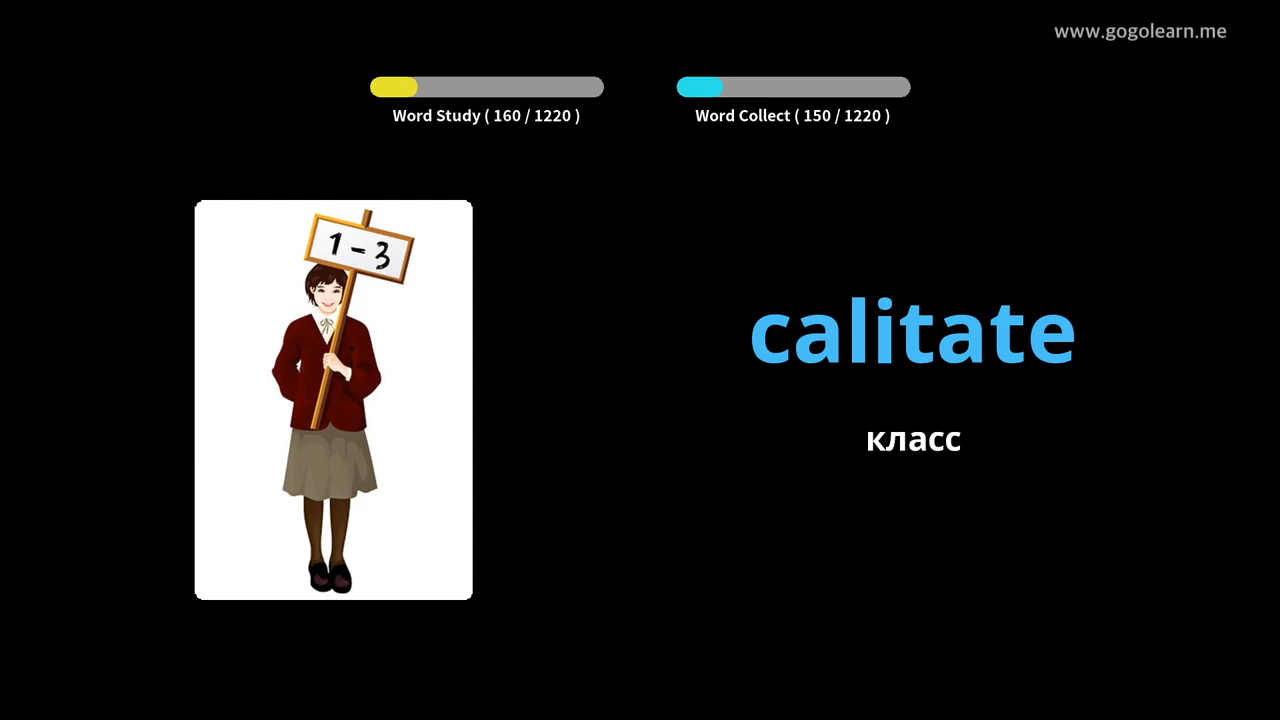 www.gogolearn.me
Word Study ( 160 / 1220 )
Word Collect ( 150 / 1220 )
1 - 3
calitate
класс